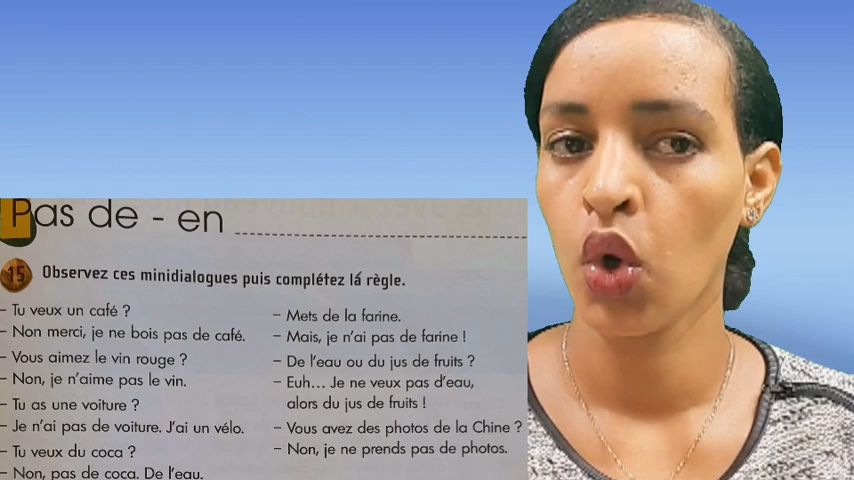 Pas de - en
15 Observez ces minidialogues puis complétez lá règle.
– Tu veux un café ?
– Non merci, je ne bois pas de café.
– Vous aimez le vin rouge ?
– Non, je n'aime pas le vin.
– Tu as une voiture ?
– Je n'ai pas de voiture. J'ai un vélo.
– Tu veux du coca ?
– Non, pas de coca. De l'eau.
– Mets de la farine.
– Mais, je n'ai pas de farine !
– De l'eau ou du jus de fruits ?
– Euh... Je ne veux pas d'eau,
alors du jus de fruits !
– Vous avez des photos de la Chine ?
– Non, je ne prends pas de photos.